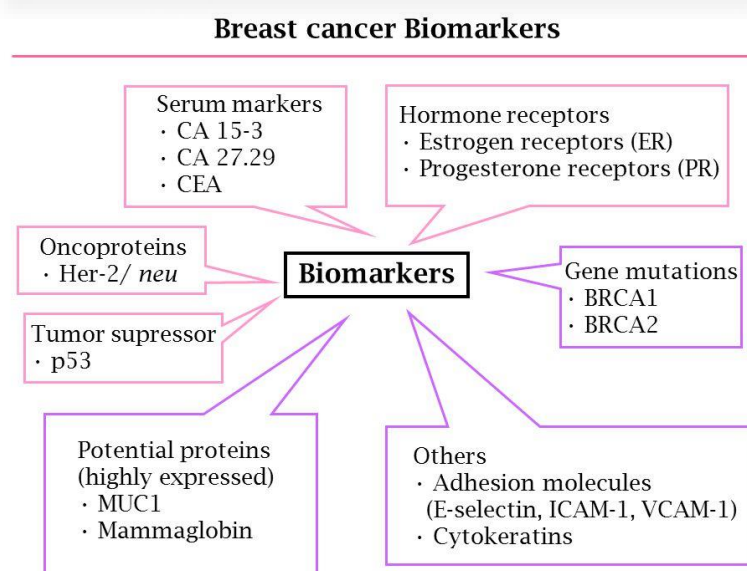 Breast cancer Biomarkers
Serum markers
· CA 15-3
· CA 27.29
· CEA
Hormone receptors
· Estrogen receptors (ER)
· Progesterone receptors (PR)
Oncoproteins
· Her-2/ neu
Biomarkers
Gene mutations
· BRCA1
· BRCA2
Tumor supressor
· p53
Potential proteins
(highly expressed)
· MUC1
· Mammaglobin
Others
· Adhesion molecules
(E-selectin, ICAM-1, VCAM-1)
· Cytokeratins